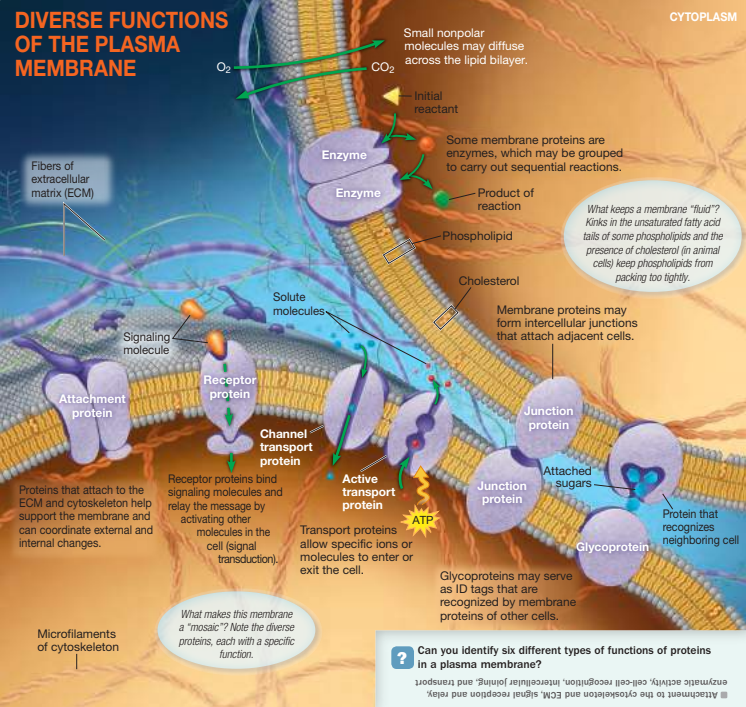 DIVERSE FUNCTIONS
OF THE PLASMA
MEMBRANE
CYTOPLASM
Small nonpolar
molecules may diffuse
across the lipid bilayer.
O₂
CO₂
Initial
reactant
Enzyme
Enzyme
Some membrane proteins are
enzymes, which may be grouped
to carry out sequential reactions.
Product of
reaction
Fibers of
extracellular
matrix (ECM)
What keeps a membrane “fluid”?
Kinks in the unsaturated fatty acid
tails of some phospholipids and the
presence of cholesterol (in animal
cells) keep phospholipids from
packing too tightly.
Phospholipid
Cholesterol
Solute
molecules
Signaling
molecule
Membrane proteins may
form intercellular junctions
that attach adjacent cells.
Attachment
protein
Receptor
protein
Channel
transport
protein
Active
transport
protein
ATP
Junction
protein
Junction
protein
Attached
sugars
Glycoprotein
Protein that
recognizes
neighboring cell
Proteins that attach to the
ECM and cytoskeleton help
support the membrane and
can coordinate external and
internal changes.
Receptor proteins bind
signaling molecules and
relay the message by
activating other
molecules in the
cell (signal
transduction).
Transport proteins
allow specific ions or
molecules to enter or
exit the cell.
Glycoproteins may serve
as ID tags that are
recognized by membrane
proteins of other cells.
What makes this membrane
a “mosaic”? Note the diverse
proteins, each with a specific
function.
Microfilaments
of cytoskeleton
? Can you identify six different types of functions of proteins
in a plasma membrane?
Attachment to the cytoskeleton and ECM, signal reception and relay,
enzymatic activity, cell-cell recognition, intercellular joining, and transport